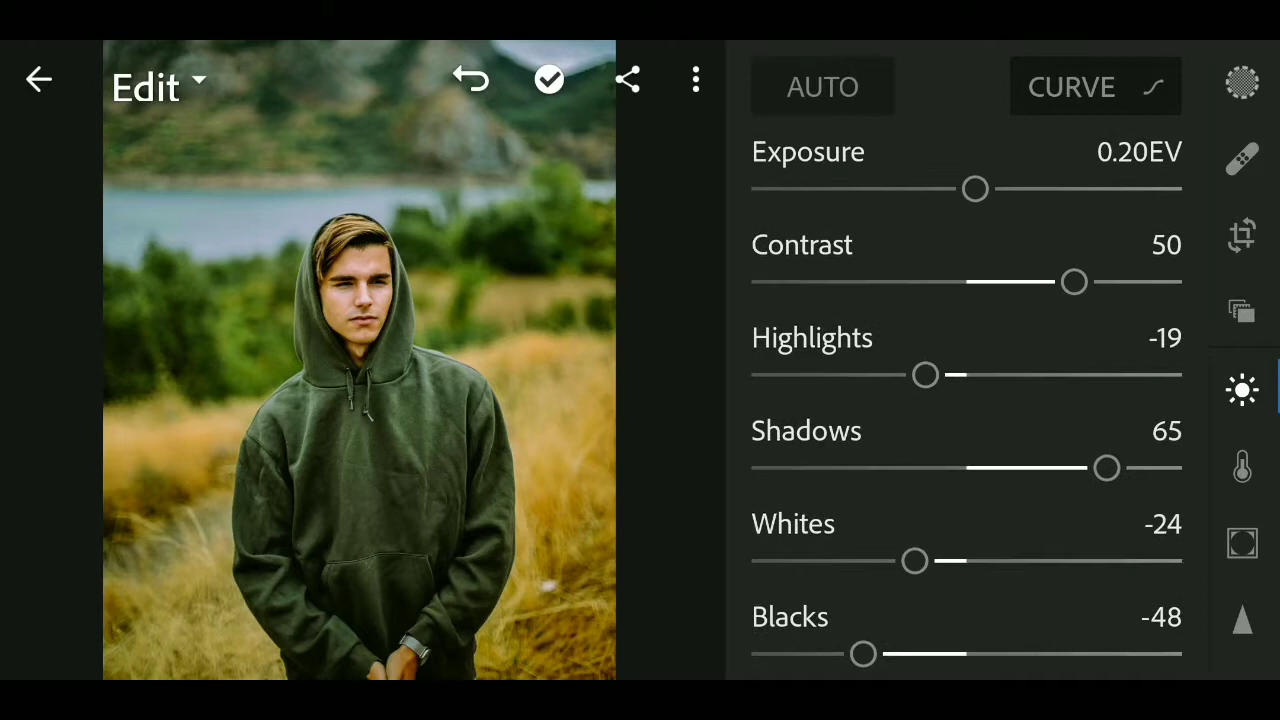 Edit
AUTO
CURVE
Exposure 0.20EV
Contrast 50
Highlights -19
Shadows 65
Whites -24
Blacks -48